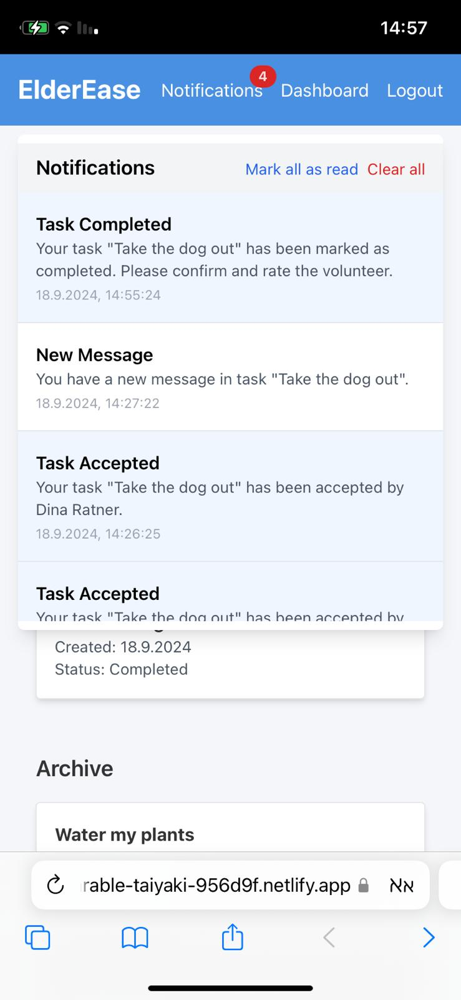 14:57
ElderEase Notifications 4 Dashboard Logout
Notifications Mark all as read Clear all
Task Completed
Your task "Take the dog out" has been marked as
completed. Please confirm and rate the volunteer.
18.9.2024, 14:55:24
New Message
You have a new message in task "Take the dog out".
18.9.2024, 14:27:22
Task Accepted
Your task "Take the dog out" has been accepted by
Dina Ratner.
18.9.2024, 14:26:25
Task Accepted
Your task "Take the dog out" has been accepted by
Created: 18.9.2024
Status: Completed
Archive
Water my plants
rable-taiyaki-956d9f.netlify.app אא